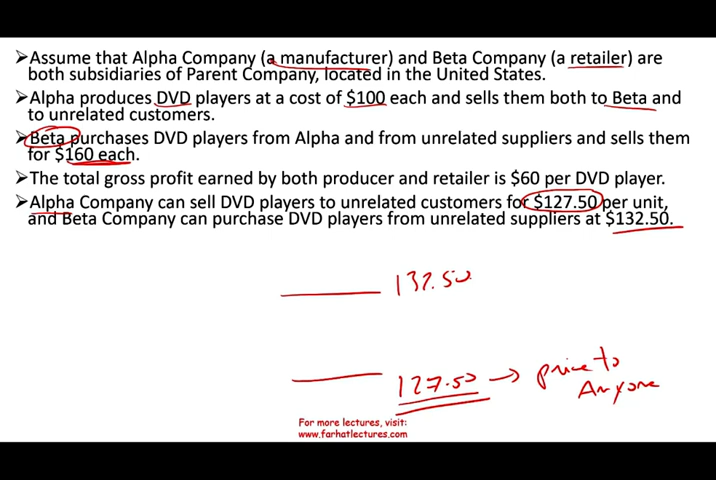 ➤Assume that Alpha Company (a manufacturer) and Beta Company (a retailer) are
both subsidiaries of Parent Company, located in the United States.
➤Alpha produces DVD players at a cost of $100 each and sells them both to Beta and
to unrelated customers.
➤Beta purchases DVD players from Alpha and from unrelated suppliers and sells them
for $160 each.
➤The total gross profit earned by both producer and retailer is $60 per DVD player.
➤Alpha Company can sell DVD players to unrelated customers for $127.50 per unit,
and Beta Company can purchase DVD players from unrelated suppliers at $132.50.
132.50
127.50 → price to
Anyone
For more lectures, visit:
www.farhatlectures.com